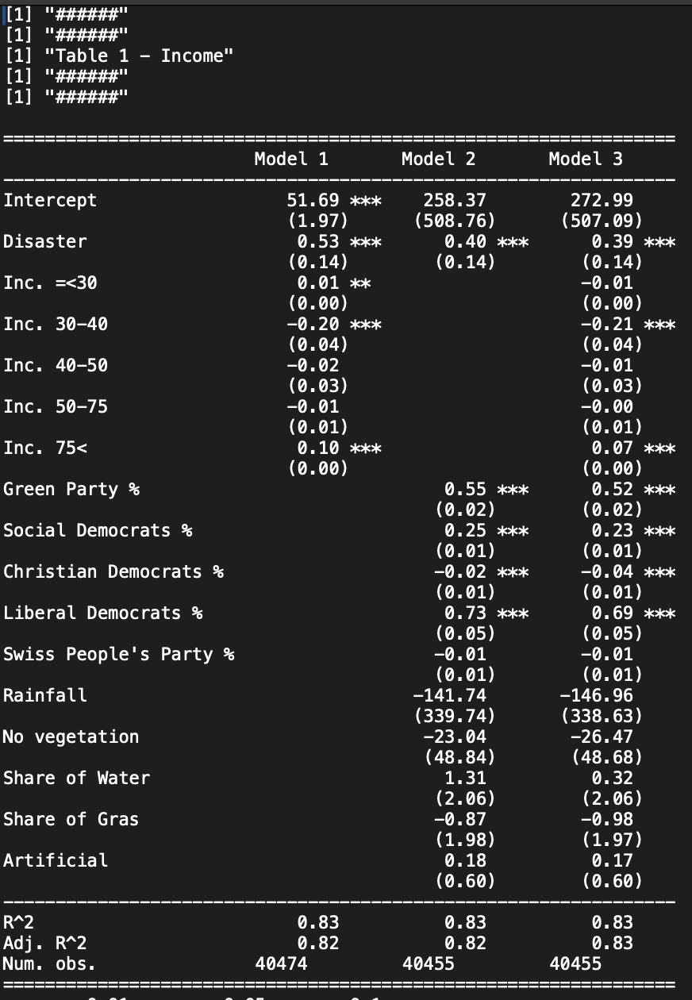 [1] "######"
[1] "######"
[1] "Table 1 – Income"
[1] "######"
[1] "######"
================================================================
Model 1 Model 2 Model 3
----------------------------------------------------------------
Intercept 51.69 *** 258.37 272.99
(1.97) (508.76) (507.09)
Disaster 0.53 *** 0.40 *** 0.39 ***
(0.14) (0.14) (0.14)
Inc. =<30 0.01 ** −0.01
(0.00) (0.00)
Inc. 30−40 −0.20 *** −0.21 ***
(0.04) (0.04)
Inc. 40−50 −0.02 −0.01
(0.03) (0.03)
Inc. 50−75 −0.01 −0.00
(0.01) (0.01)
Inc. 75< 0.10 *** 0.07 ***
(0.00) (0.00)
Green Party % 0.55 *** 0.52 ***
(0.02) (0.02)
Social Democrats % 0.25 *** 0.23 ***
(0.01) (0.01)
Christian Democrats % −0.02 *** −0.04 ***
(0.01) (0.01)
Liberal Democrats % 0.73 *** 0.69 ***
(0.05) (0.05)
Swiss People's Party % −0.01 −0.01
(0.01) (0.01)
Rainfall −141.74 −146.96
(339.74) (338.63)
No vegetation −23.04 −26.47
(48.84) (48.68)
Share of Water 1.31 0.32
(2.06) (2.06)
Share of Gras −0.87 −0.98
(1.98) (1.97)
Artificial 0.18 0.17
(0.60) (0.60)
----------------------------------------------------------------
R^2 0.83 0.83 0.83
Adj. R^2 0.82 0.82 0.83
Num. obs. 40474 40455 40455
================================================================